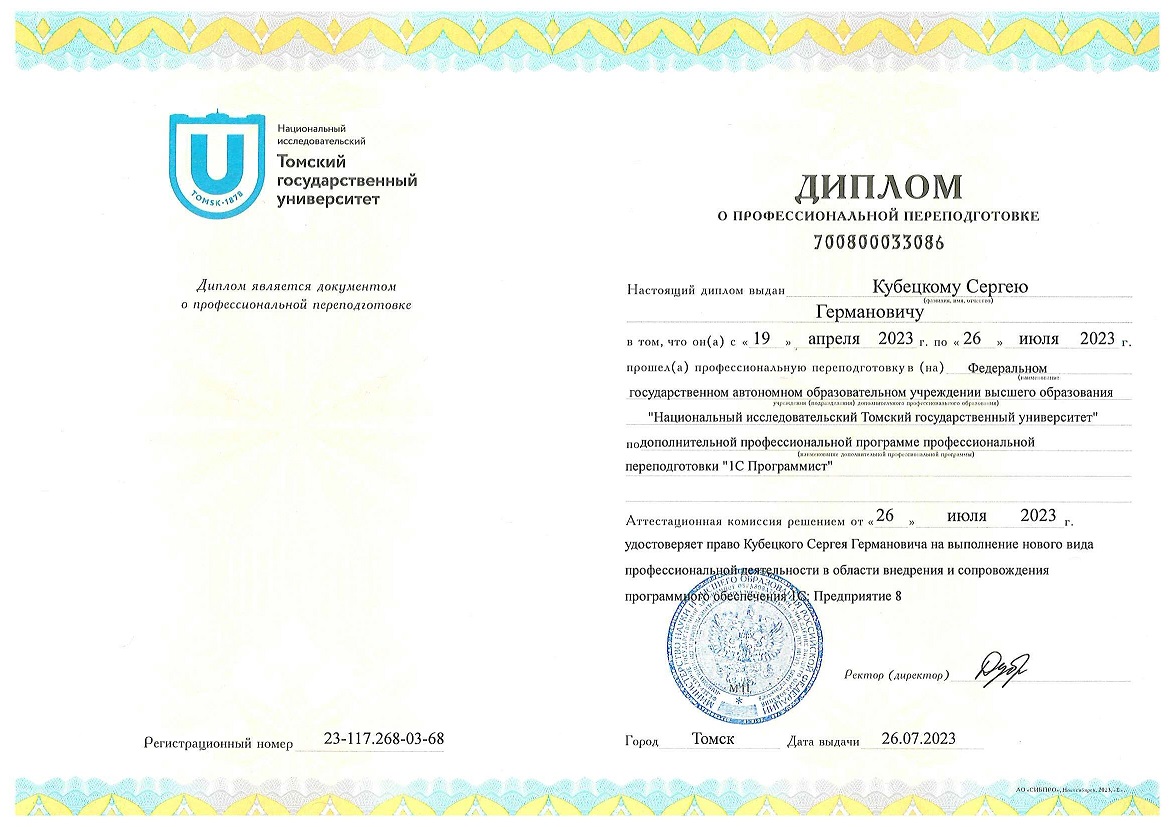 Национальный
исследовательский
Томский
государственный
университет
TOMSK-1878
Диплом является документом
о профессиональной переподготовке
Регистрационный номер 23-117.268-03-68
ДИПЛОМ
О ПРОФЕССИОНАЛЬНОЙ ПЕРЕПОДГОТОВКЕ
700800033086
Настоящий диплом выдан Кубецкому Сергею
(фамилия, имя, отчество)
Германовичу
в том, что он(а) с «19» апреля 2023 г. по «26» июля 2023 г.
прошел(а) профессиональную переподготовку в (на) Федеральном
(наименование
государственном автономном образовательном учреждении высшего образования
учреждения (подразделения) дополнительного профессионального образования)
"Национальный исследовательский Томский государственный университет"
по дополнительной профессиональной программе профессиональной
(наименование дополнительной профессиональной программы)
переподготовки "1С Программист"
Аттестационная комиссия решением от «26» июля 2023 г.
удостоверяет право Кубецкого Сергея Германовича на выполнение нового вида
профессиональной деятельности в области внедрения и сопровождения
программного обеспечения 1С: Предприятие 8
МИНИСТЕРСТВО НАУКИ И ВЫСШЕГО ОБРАЗОВАНИЯ РОССИЙСКОЙ ФЕДЕРАЦИИ
М.П.
Ректор (директор)
Город Томск Дата выдачи 26.07.2023
АО «СИБПРО», Новосибирск, 2023,